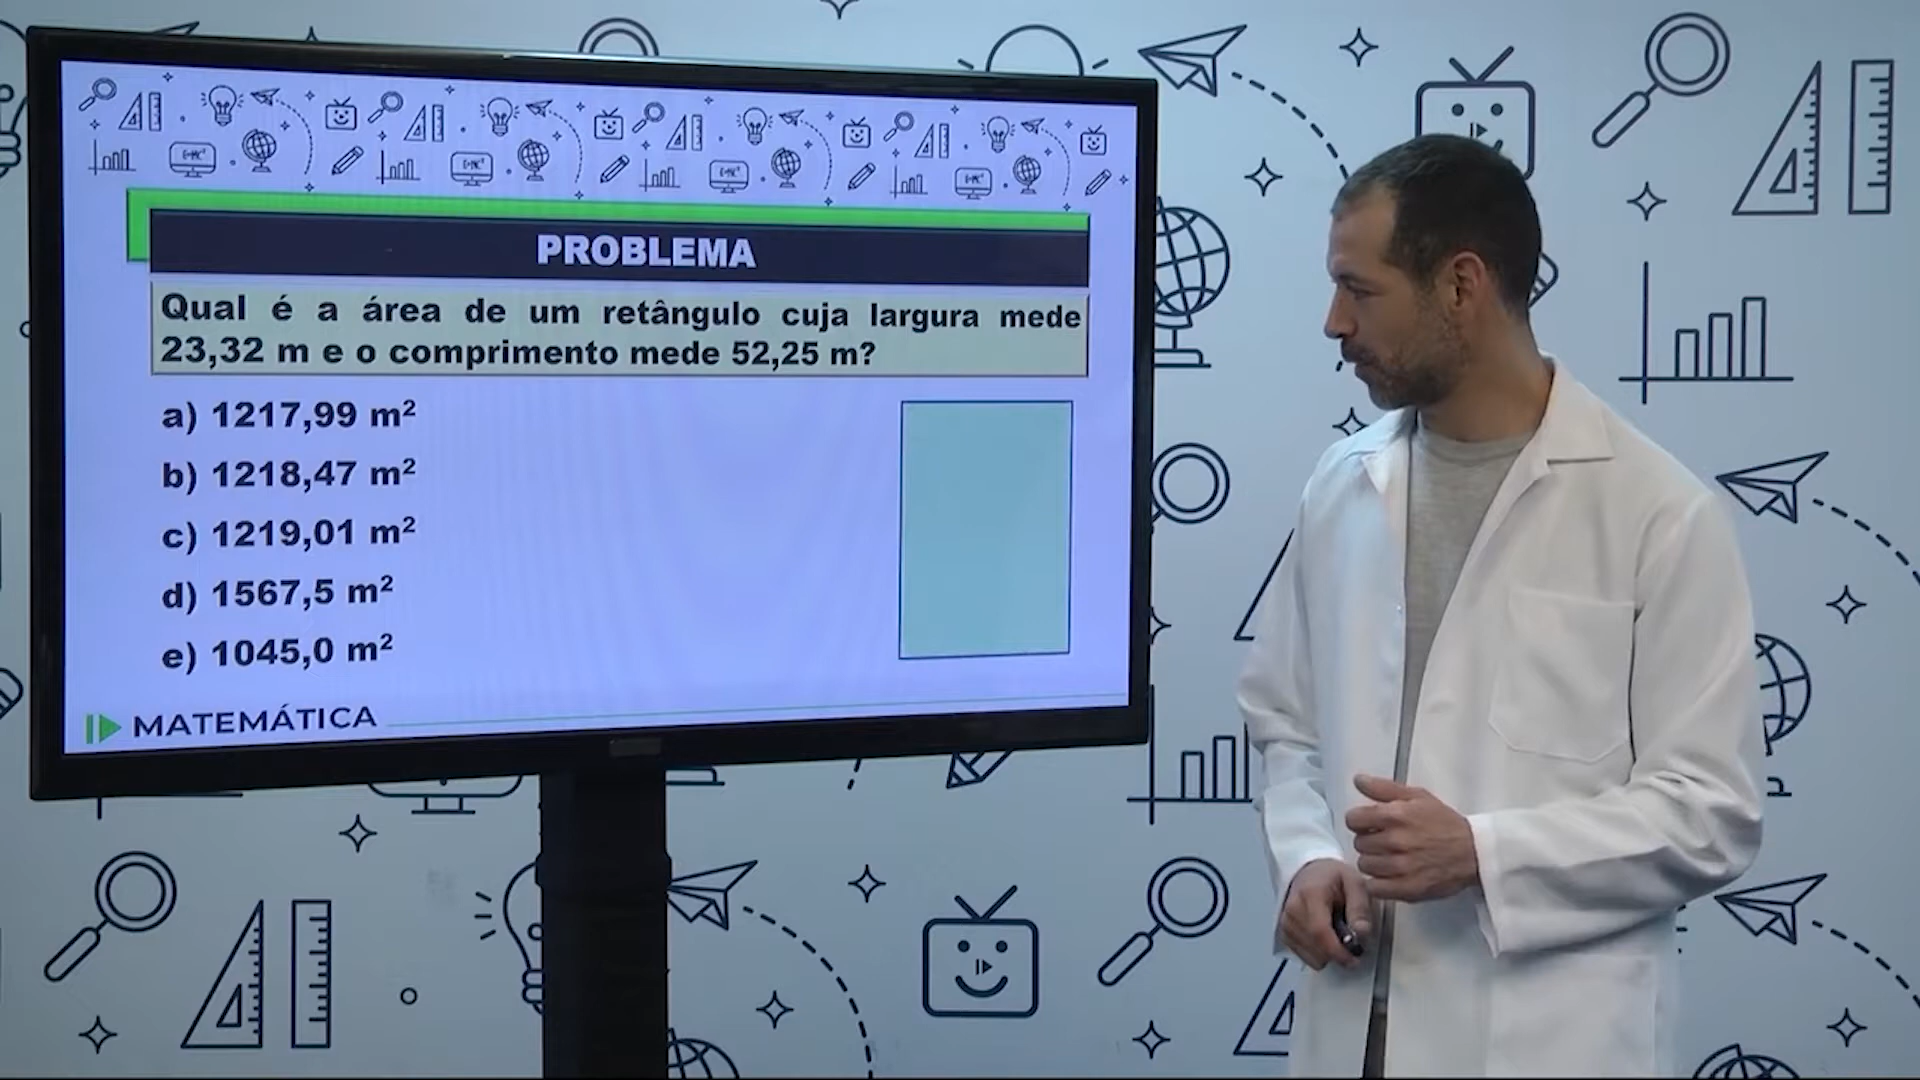 PROBLEMA
Qual é a área de um retângulo cuja largura mede
23,32 m e o comprimento mede 52,25 m?
a) 1217,99 m²
b) 1218,47 m²
c) 1219,01 m²
d) 1567,5 m²
e) 1045,0 m²
MATEMÁTICA